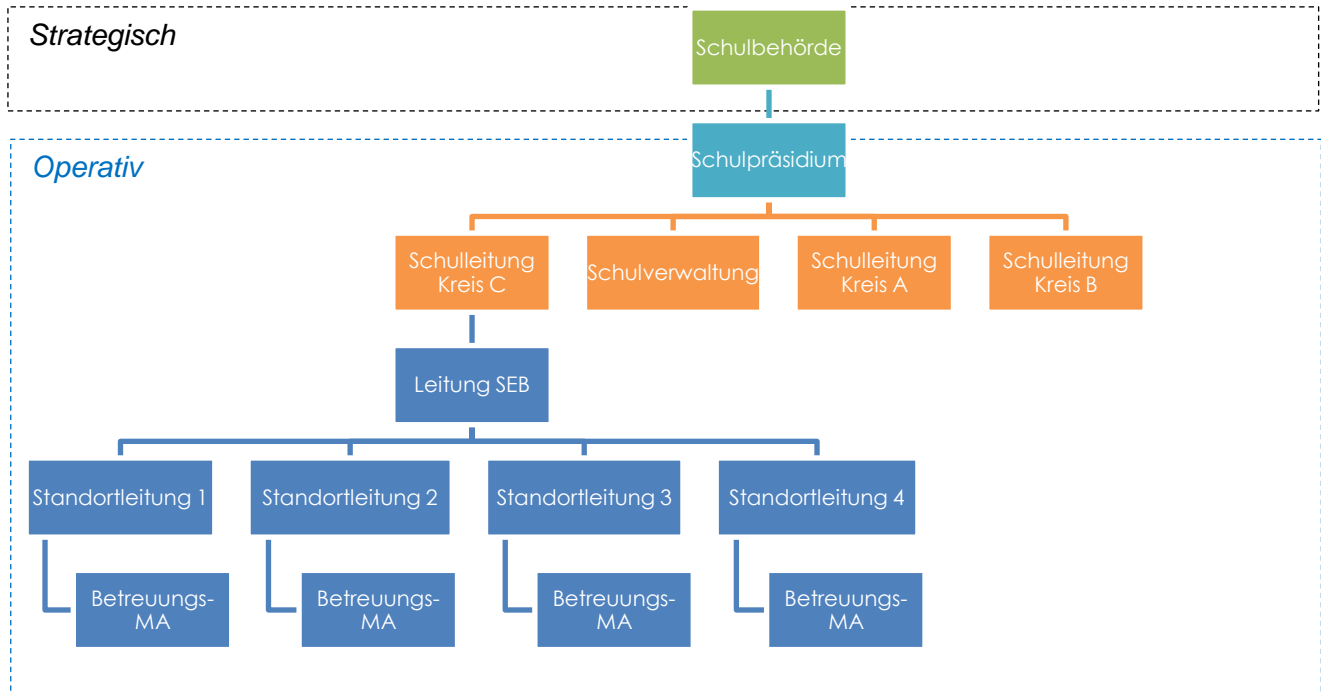 Strategisch
Schulbehörde
Operativ
Schulpräsidium
Schulleitung
Kreis C
Schulverwaltung
Schulleitung
Kreis A
Schulleitung
Kreis B
Leitung SEB
Standortleitung 1
Standortleitung 2
Standortleitung 3
Standortleitung 4
Betreuungs-
MA
Betreuungs-
MA
Betreuungs-
MA
Betreuungs-
MA